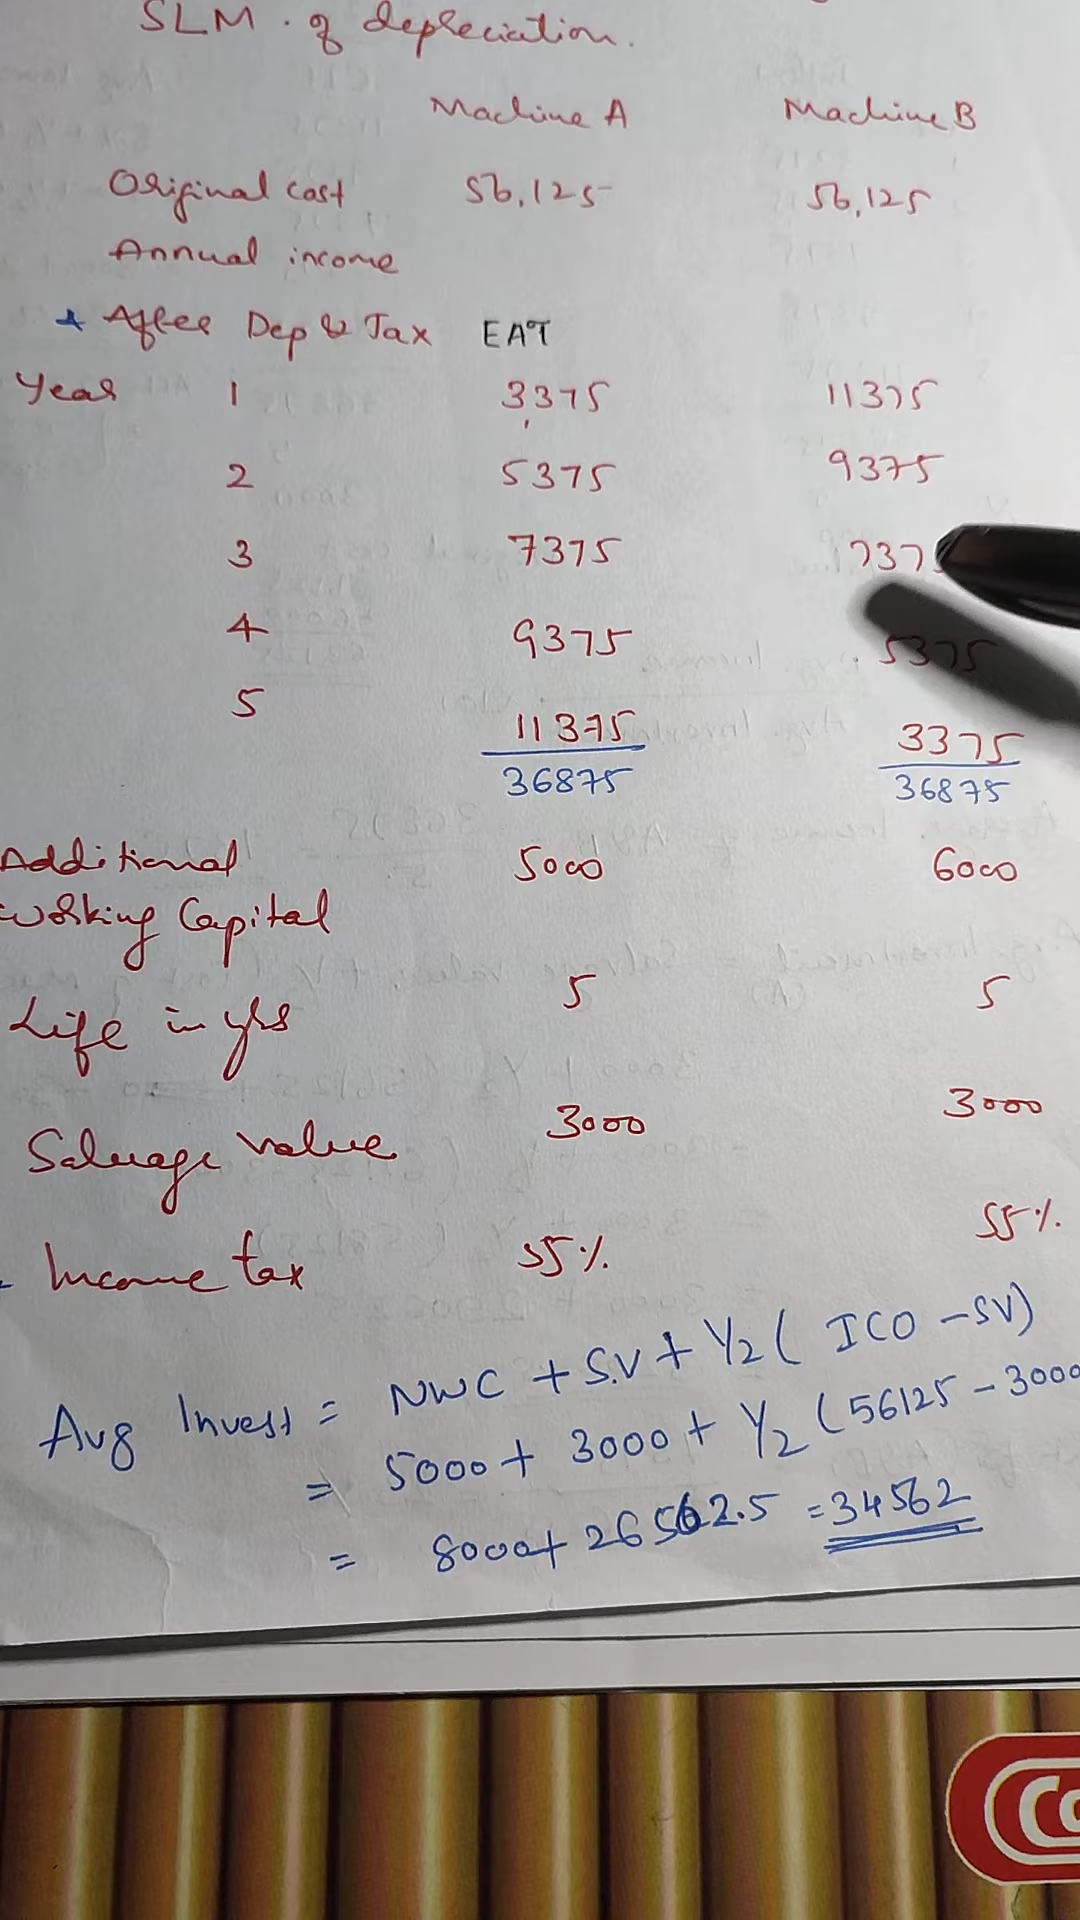 SLM. of depreciation.
Machine A Machine B
Original cost 56,125 56,125
Annual income
After Dep & Tax EAT
Year 1 3375 11375
2 5375 9375
3 7375 7375
4 9375 5375
5 11375 3375
36875 36875
Additional 5000 6000
Working Capital
Life in yrs 5 5
Salvage value 3000 3000
Income tax 55% 55%
Avg Invest = NWC + S.V + 1/2 ( ICO - SV)
= 5000 + 3000 + 1/2 (56125 - 3000
= 8000 + 26562.5 = 34562